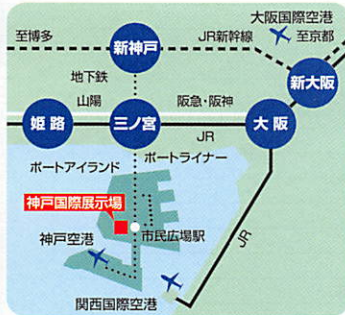 大阪国際空港
至博多
JR新幹線
至京都
新神戸
新大阪
地下鉄
山陽
阪急・阪神
姫路
三ノ宮
大阪
JR
ポートアイランド
ポートライナー
神戸国際展示場
市民広場駅
神戸空港
JR
関西国際空港